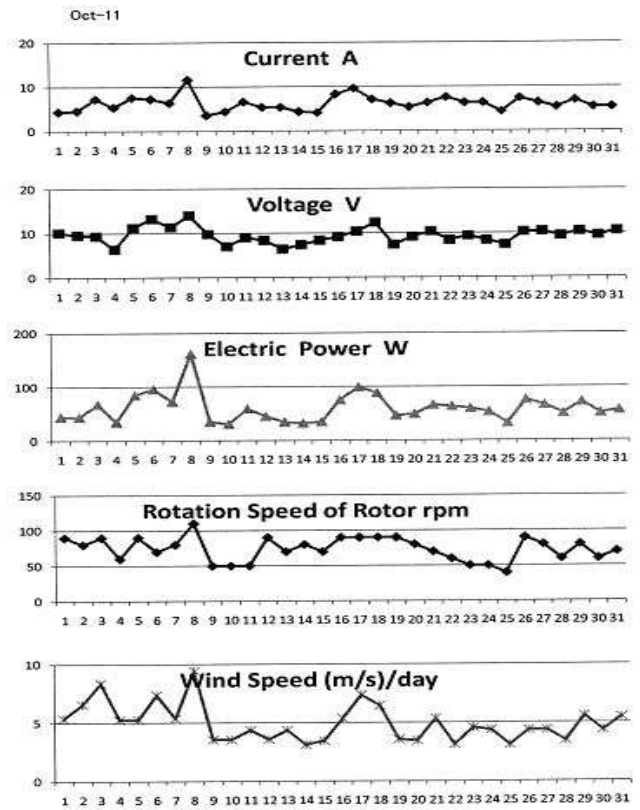 Oct-11
Current A
20
10
0
1 2 3 4 5 6 7 8 9 10 11 12 13 14 15 16 17 18 19 20 21 22 23 24 25 26 27 28 29 30 31
Voltage V
20
10
0
1 2 3 4 5 6 7 8 9 10 11 12 13 14 15 16 17 18 19 20 21 22 23 24 25 26 27 28 29 30 31
Electric Power W
200
100
0
1 2 3 4 5 6 7 8 9 10 11 12 13 14 15 16 17 18 19 20 21 22 23 24 25 26 27 28 29 30 31
Rotation Speed of Rotor rpm
150
100
50
0
1 2 3 4 5 6 7 8 9 10 11 12 13 14 15 16 17 18 19 20 21 22 23 24 25 26 27 28 29 30 31
Wind Speed (m/s)/day
10
5
0
1 2 3 4 5 6 7 8 9 10 11 12 13 14 15 16 17 18 19 20 21 22 23 24 25 26 27 28 29 30 31